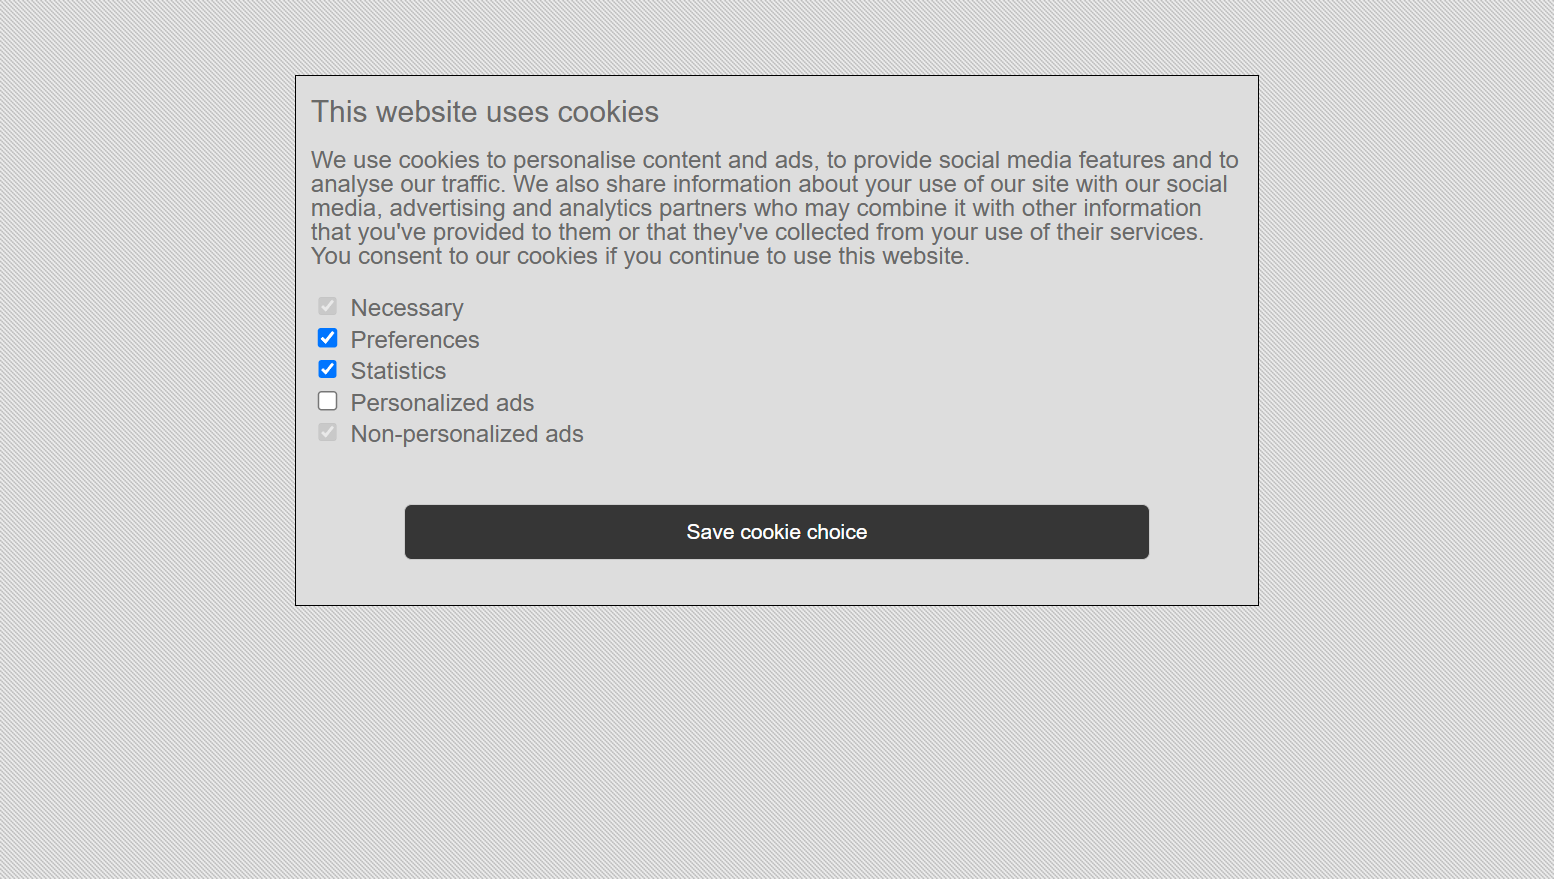 This website uses cookies
We use cookies to personalise content and ads, to provide social media features and to
analyse our traffic. We also share information about your use of our site with our social
media, advertising and analytics partners who may combine it with other information
that you've provided to them or that they've collected from your use of their services.
You consent to our cookies if you continue to use this website.
Necessary
Preferences
Statistics
Personalized ads
Non-personalized ads
Save cookie choice